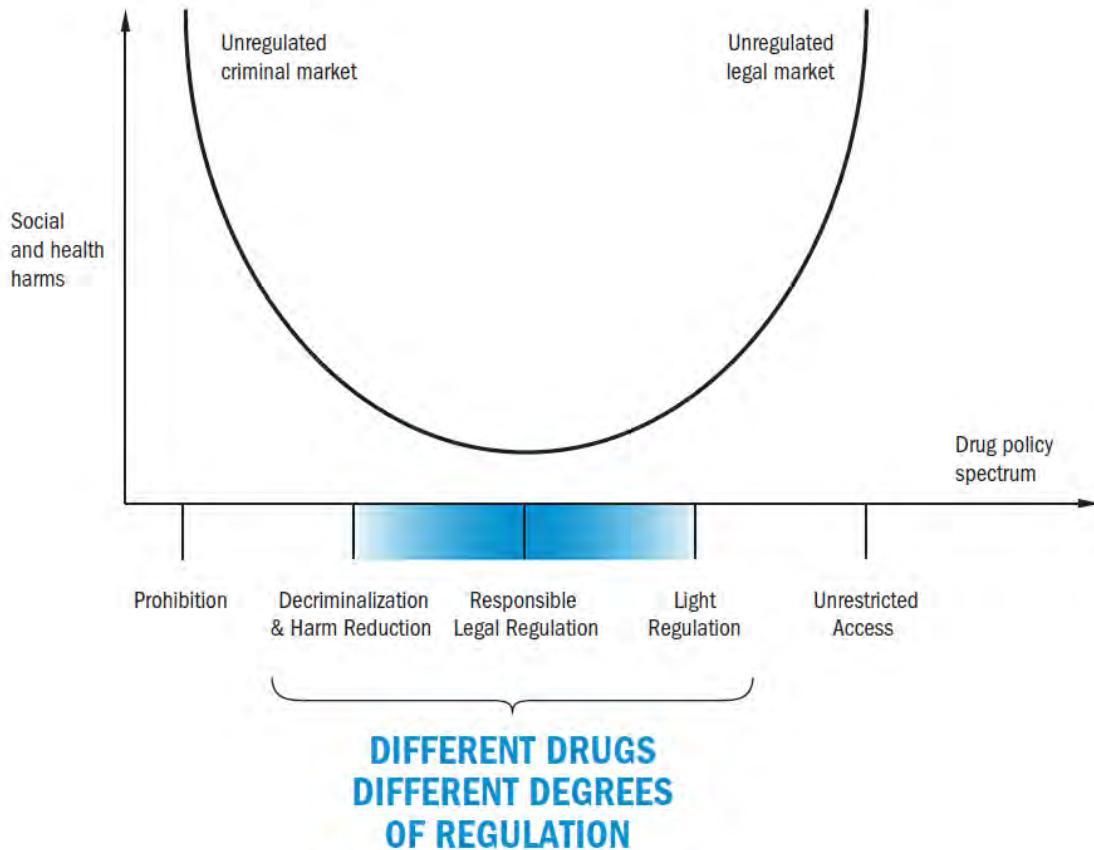 Unregulated
criminal market
Unregulated
legal market
Social
and health
harms
Drug policy
spectrum
Prohibition
Decriminalization
& Harm Reduction
Responsible
Legal Regulation
Light
Regulation
Unrestricted
Access
DIFFERENT DRUGS
DIFFERENT DEGREES
OF REGULATION